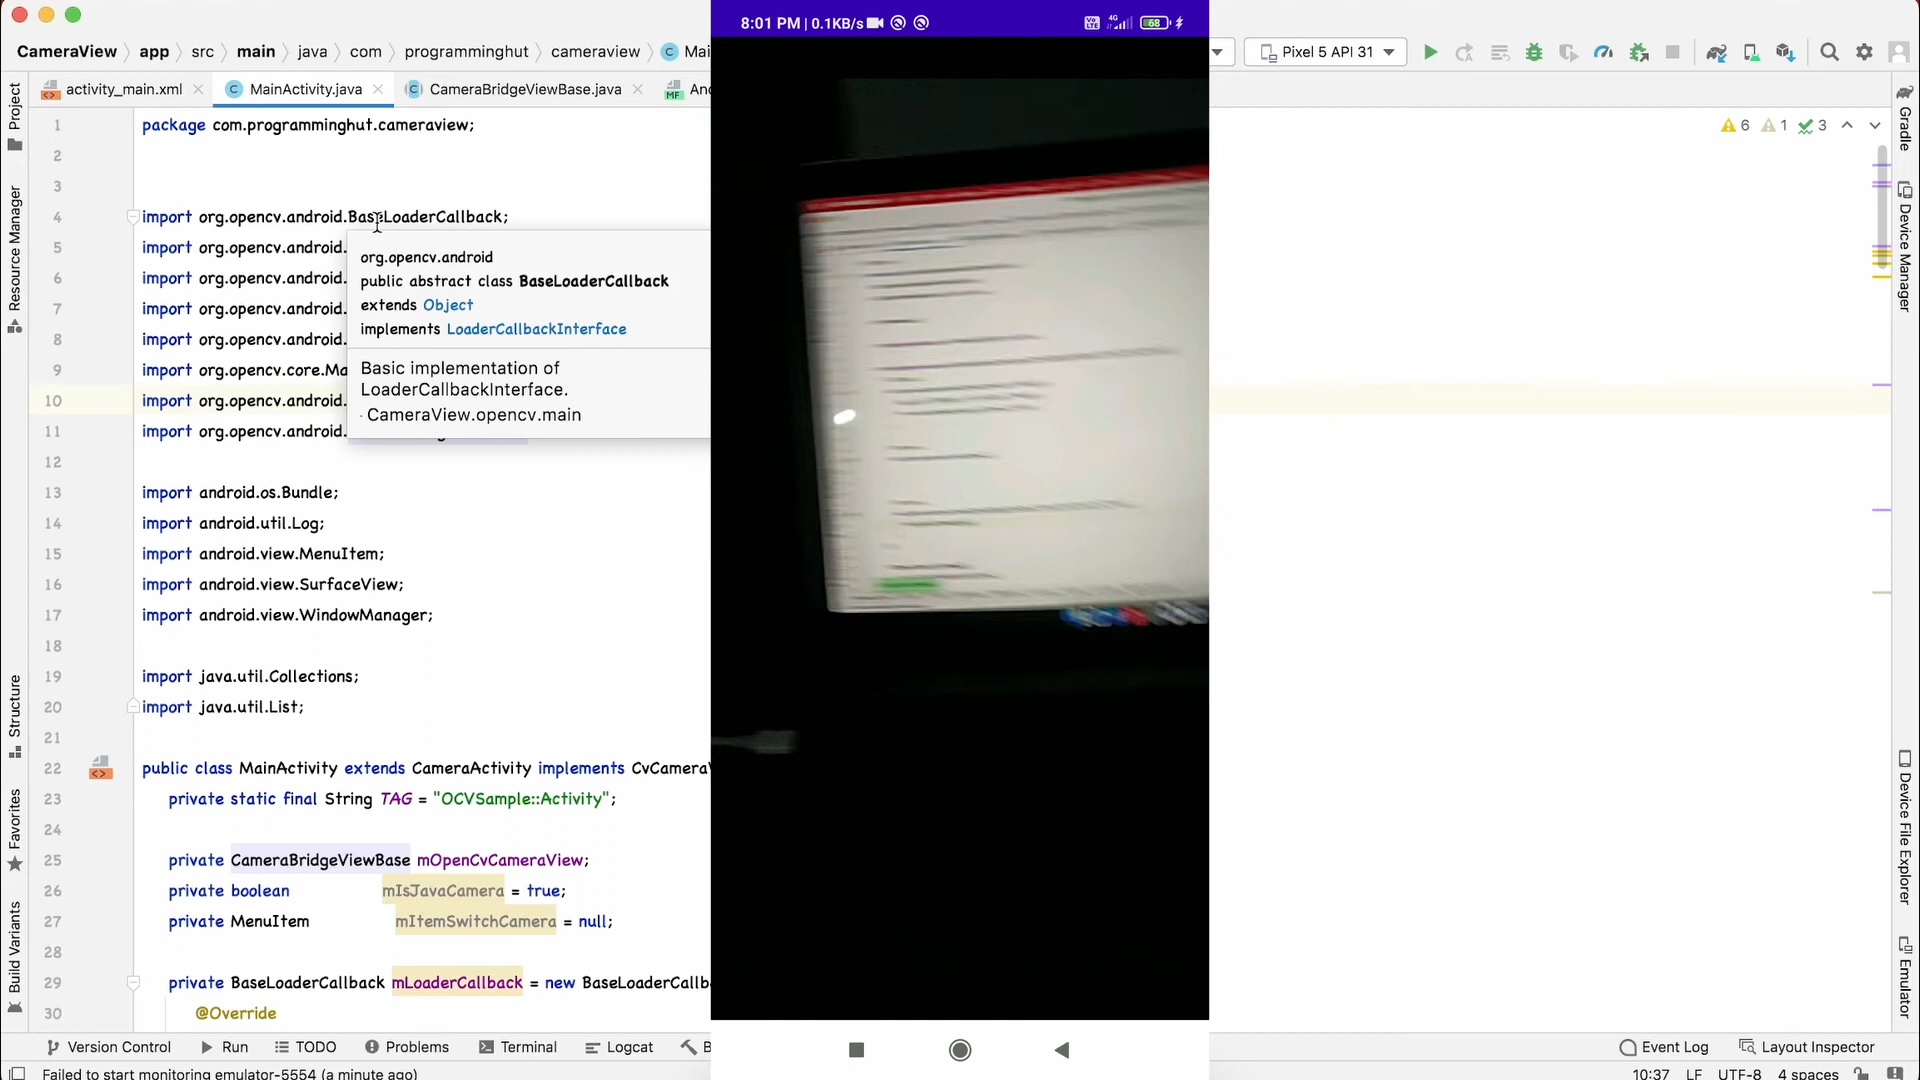 CameraView app src main java com programminghut cameraview Mai
Pixel 5 API 31
8:01 PM | 0.1KB/s
Vo LTE 4G 68
activity_main.xml
MainActivity.java
CameraBridgeViewBase.java
MF
1 package com.programminghut.cameraview;
2
3
4 import org.opencv.android.BaseLoaderCallback;
5 import org.opencv.android.
6 import org.opencv.android.
7 import org.opencv.android.
8 import org.opencv.android.
9 import org.opencv.core.Ma
10 import org.opencv.android.
11 import org.opencv.android.
12
13 import android.os.Bundle;
14 import android.util.Log;
15 import android.view.MenuItem;
16 import android.view.SurfaceView;
17 import android.view.WindowManager;
18
19 import java.util.Collections;
20 import java.util.List;
21
22 public class MainActivity extends CameraActivity implements CvCameraV
23 private static final String TAG = "OCVSample::Activity";
24
25 private CameraBridgeViewBase mOpenCvCameraView;
26 private boolean mIsJavaCamera = true;
27 private MenuItem mItemSwitchCamera = null;
28
29 private BaseLoaderCallback mLoaderCallback = new BaseLoaderCallb
30 @Override
org.opencv.android
public abstract class BaseLoaderCallback
extends Object
implements LoaderCallbackInterface
Basic implementation of
LoaderCallbackInterface.
CameraView.opencv.main
6 1 3
Project
Resource Manager
Structure
Favorites
Build Variants
Gradle
Device Manager
Device File Explorer
Emulator
Version Control
Run
TODO
Problems
Terminal
Logcat
B
Event Log
Layout Inspector
Failed to start monitoring emulator-5554 (a minute ago)
10:37 LF UTF-8 4 spaces